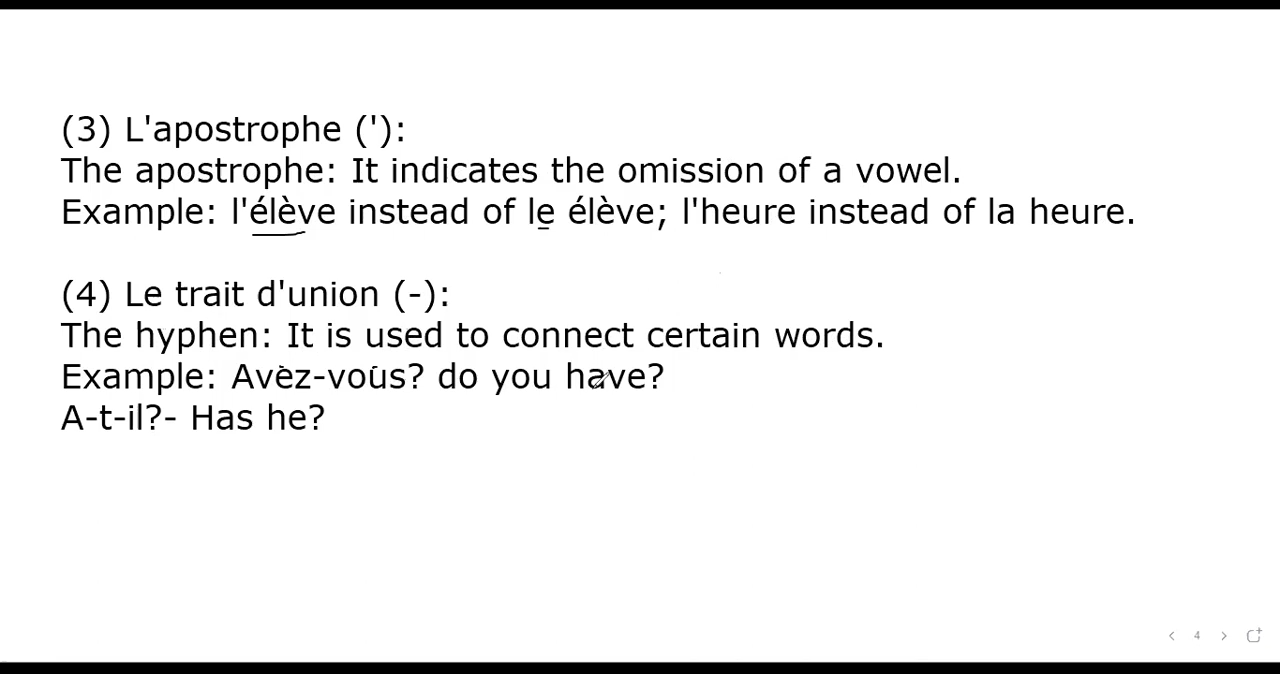 (3) L'apostrophe ('):
The apostrophe: It indicates the omission of a vowel.
Example: l'élève instead of le élève; l'heure instead of la heure.
(4) Le trait d'union (-):
The hyphen: It is used to connect certain words.
Example: Avez-vous? do you have?
A-t-il?- Has he?
4